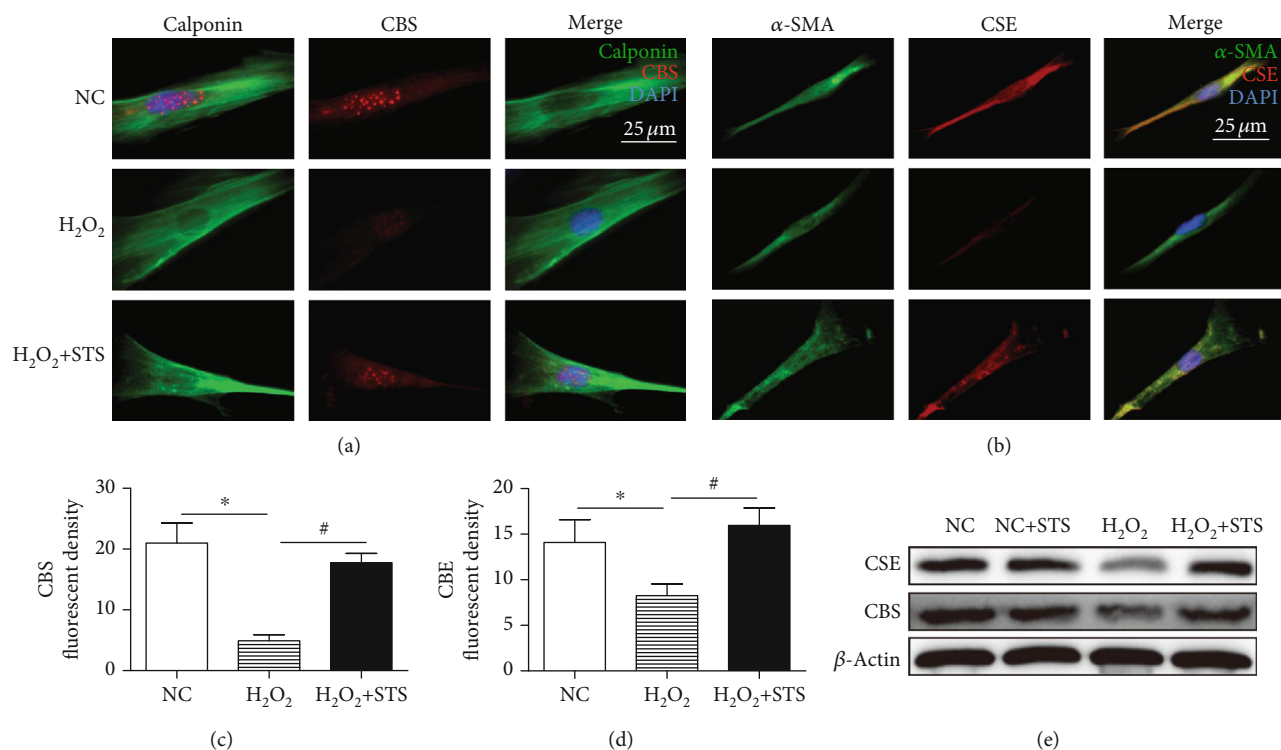 Calponin CBS Merge α-SMA CSE Merge
NC
Calponin
CBS
DAPI
25 μm
α-SMA
CSE
DAPI
25 μm
H₂O₂
H₂O₂+STS
(a) (b)
CBS
fluorescent density
30
20
10
0
*
#
NC H₂O₂ H₂O₂+STS
(c)
CBE
fluorescent density
20
15
10
5
0
*
#
NC H₂O₂ H₂O₂+STS
(d)
NC NC+STS H₂O₂ H₂O₂+STS
CSE
CBS
β-Actin
(e)